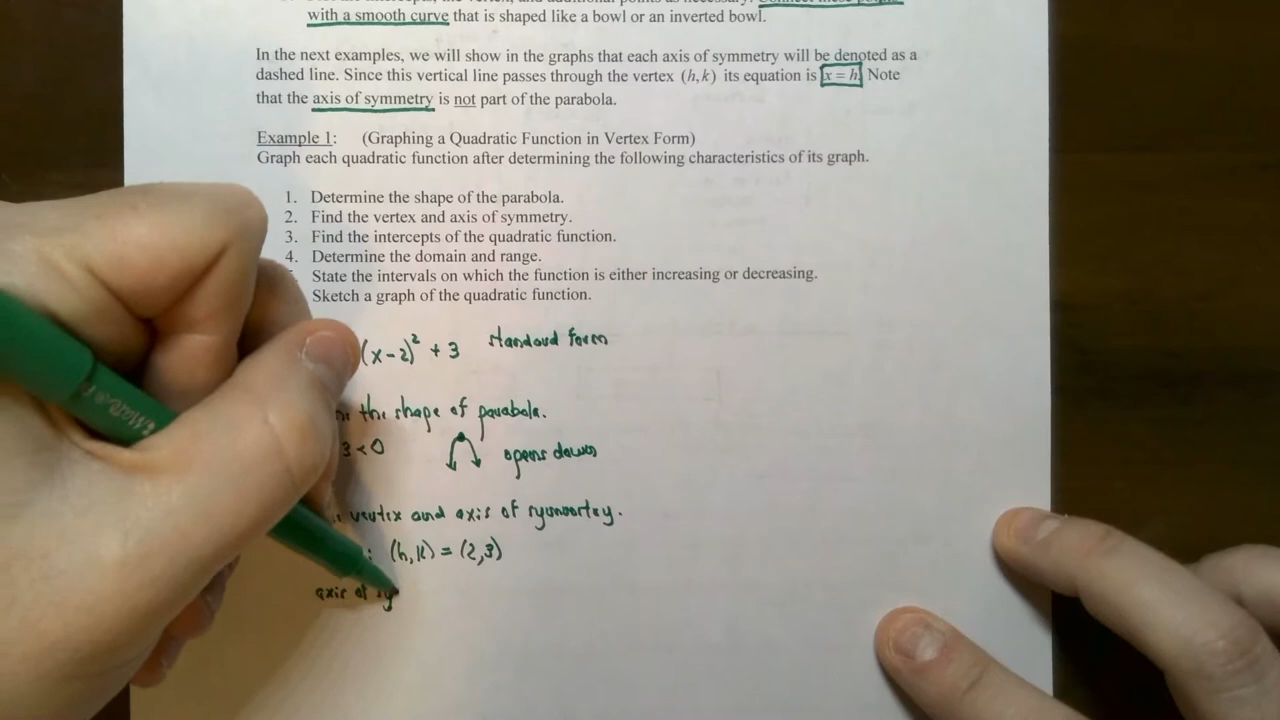 with a smooth curve that is shaped like a bowl or an inverted bowl.
In the next examples, we will show in the graphs that each axis of symmetry will be denoted as a
dashed line. Since this vertical line passes through the vertex (h,k) its equation is x = h. Note
that the axis of symmetry is not part of the parabola.
Example 1: (Graphing a Quadratic Function in Vertex Form)
Graph each quadratic function after determining the following characteristics of its graph.
1. Determine the shape of the parabola.
2. Find the vertex and axis of symmetry.
3. Find the intercepts of the quadratic function.
4. Determine the domain and range.
State the intervals on which the function is either increasing or decreasing.
Sketch a graph of the quadratic function.
(x-2)² + 3 standard form
the shape of parabola.
3<0 opens down
vertex and axis of symmetry.
: (h,k) = (2,3)
axis of sy